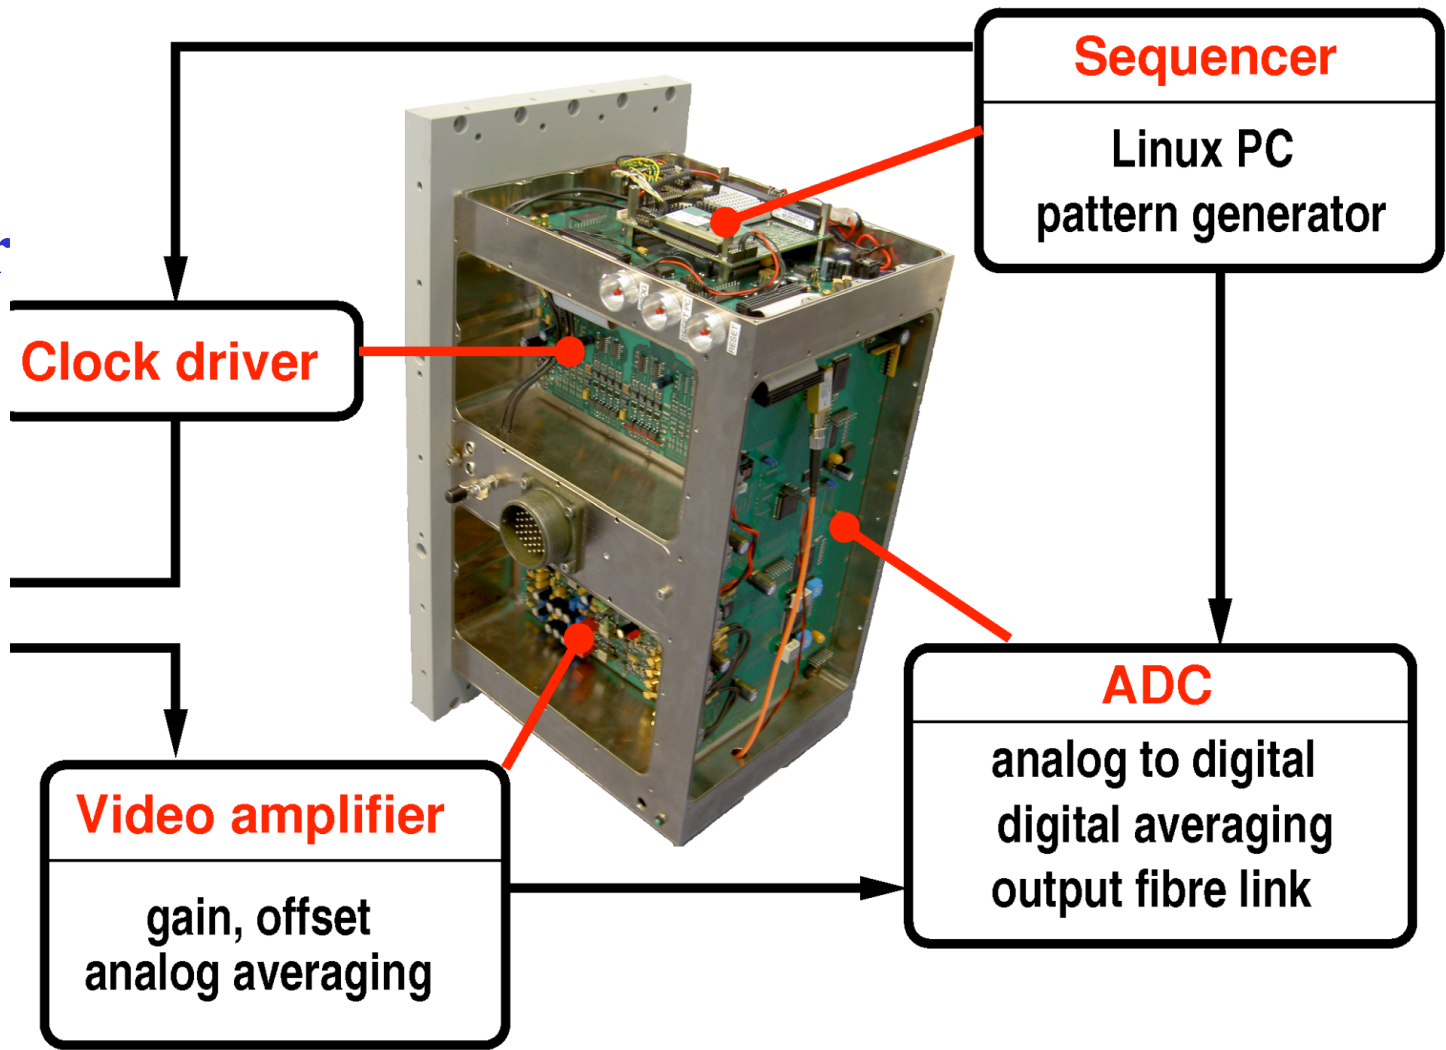 Sequencer
Linux PC
pattern generator
r
Clock driver
RESET
ADC
analog to digital
digital averaging
output fibre link
Video amplifier
gain, offset
analog averaging